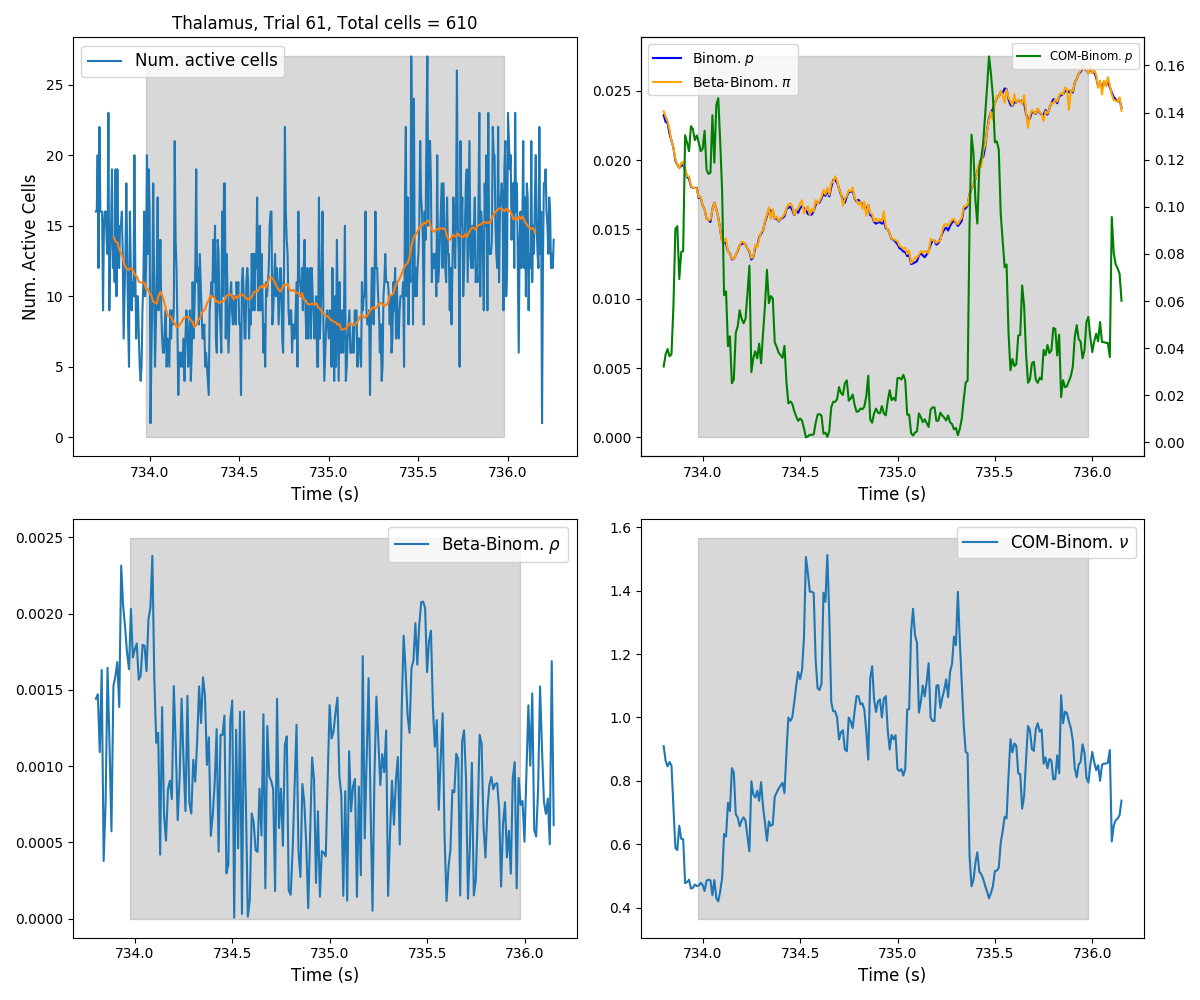 Thalamus, Trial 61, Total cells = 610
Num. active cells
Num. Active Cells
25
20
15
10
5
0
734.0 734.5 735.0 735.5 736.0
Time (s)
Binom. p
Beta-Binom. π
COM-Binom. p
0.025
0.020
0.015
0.010
0.005
0.000
0.16
0.14
0.12
0.10
0.08
0.06
0.04
0.02
0.00
734.0 734.5 735.0 735.5 736.0
Time (s)
Beta-Binom. ρ
0.0025
0.0020
0.0015
0.0010
0.0005
0.0000
734.0 734.5 735.0 735.5 736.0
Time (s)
COM-Binom. ν
1.6
1.4
1.2
1.0
0.8
0.6
0.4
734.0 734.5 735.0 735.5 736.0
Time (s)